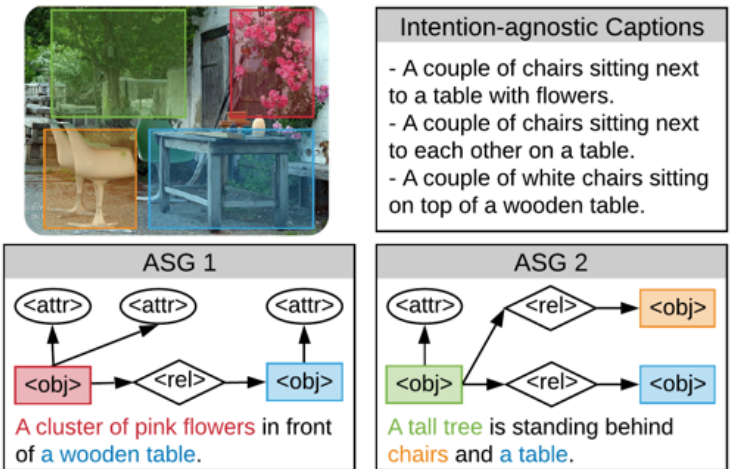 Intention-agnostic Captions
- A couple of chairs sitting next
to a table with flowers.
- A couple of chairs sitting next
to each other on a table.
- A couple of white chairs sitting
on top of a wooden table.
ASG 1
<attr> <attr> <attr>
<obj> <rel> <obj>
A cluster of pink flowers in front
of a wooden table.
ASG 2
<attr> <rel> <obj>
<obj> <rel> <obj>
A tall tree is standing behind
chairs and a table.